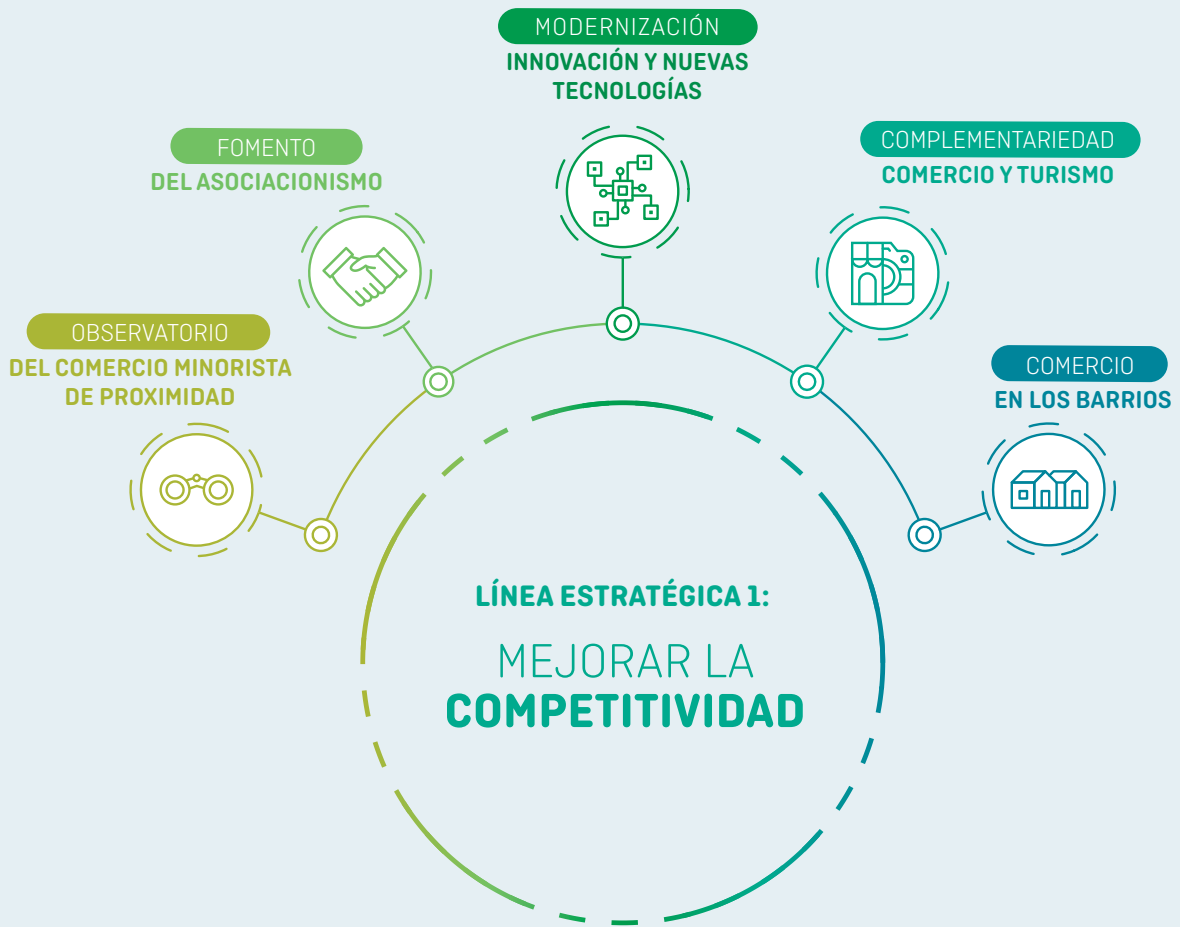 MODERNIZACIÓN
INNOVACIÓN Y NUEVAS
TECNOLOGÍAS
FOMENTO
DEL ASOCIACIONISMO
COMPLEMENTARIEDAD
COMERCIO Y TURISMO
OBSERVATORIO
DEL COMERCIO MINORISTA
DE PROXIMIDAD
COMERCIO
EN LOS BARRIOS
LÍNEA ESTRATÉGICA 1:
MEJORAR LA
COMPETITIVIDAD